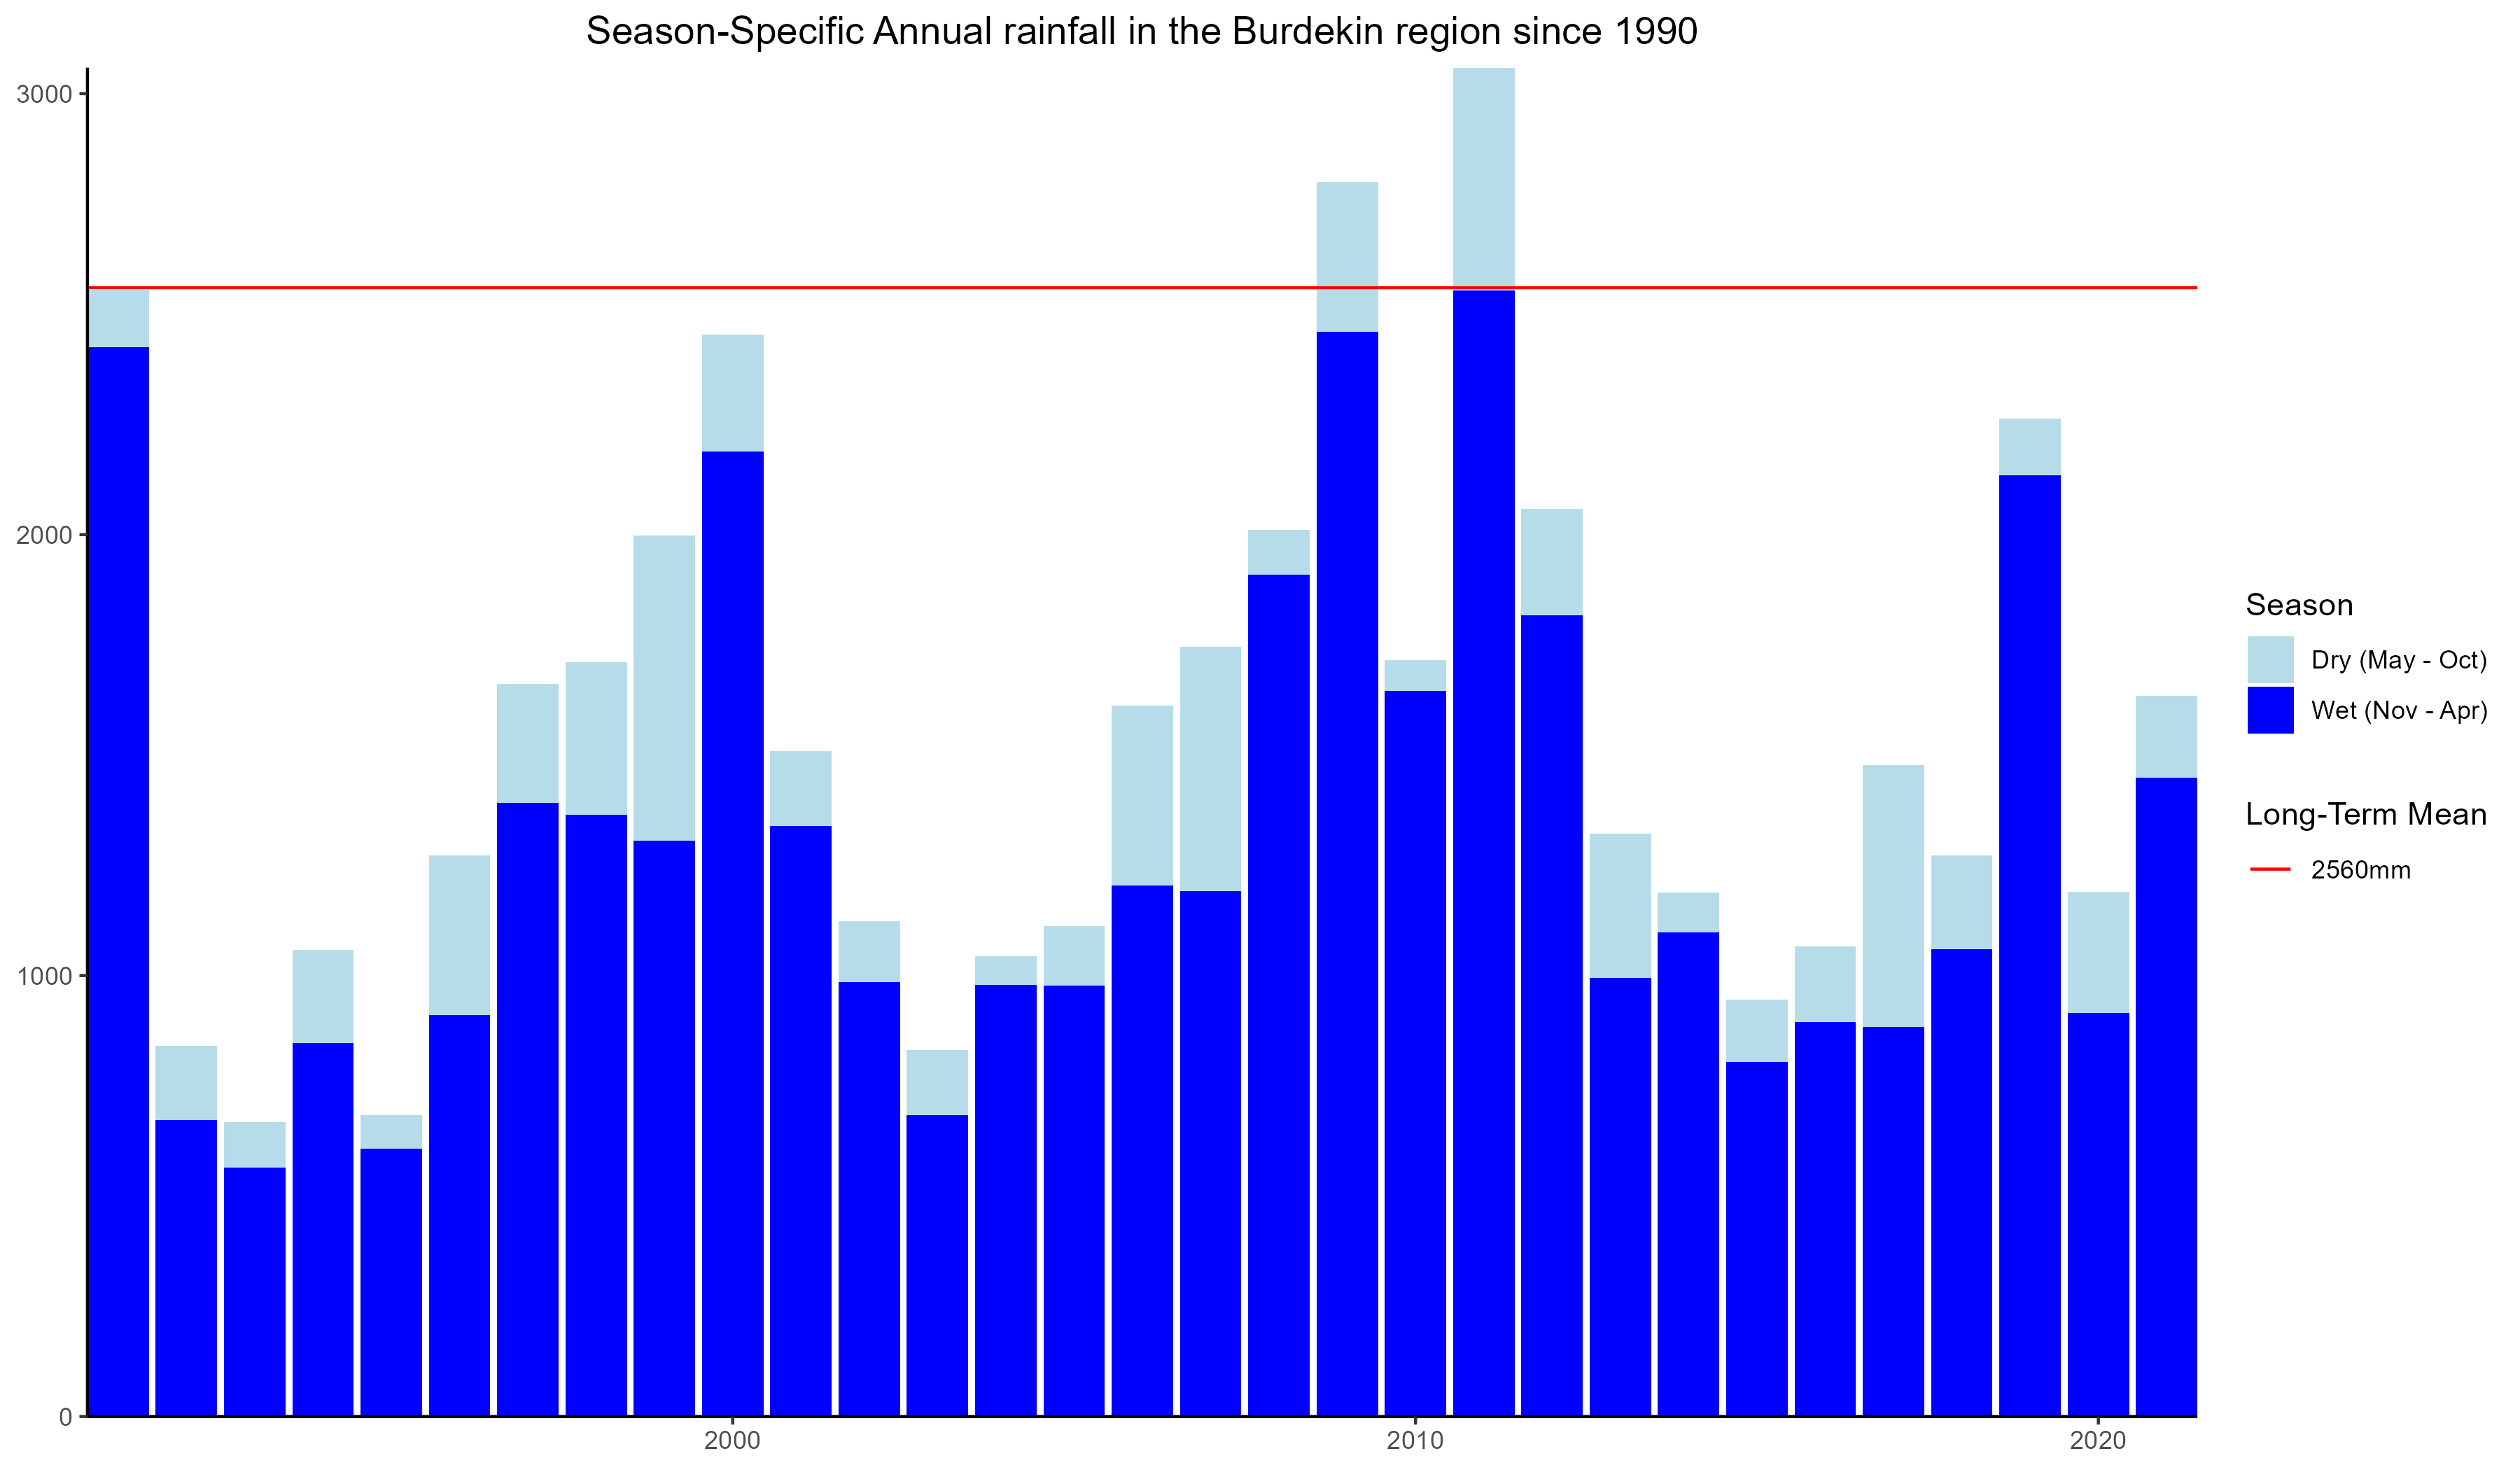 Season-Specific Annual rainfall in the Burdekin region since 1990
3000
2000
1000
0
2000
2010
2020
Season
Dry (May - Oct)
Wet (Nov - Apr)
Long-Term Mean
2560mm